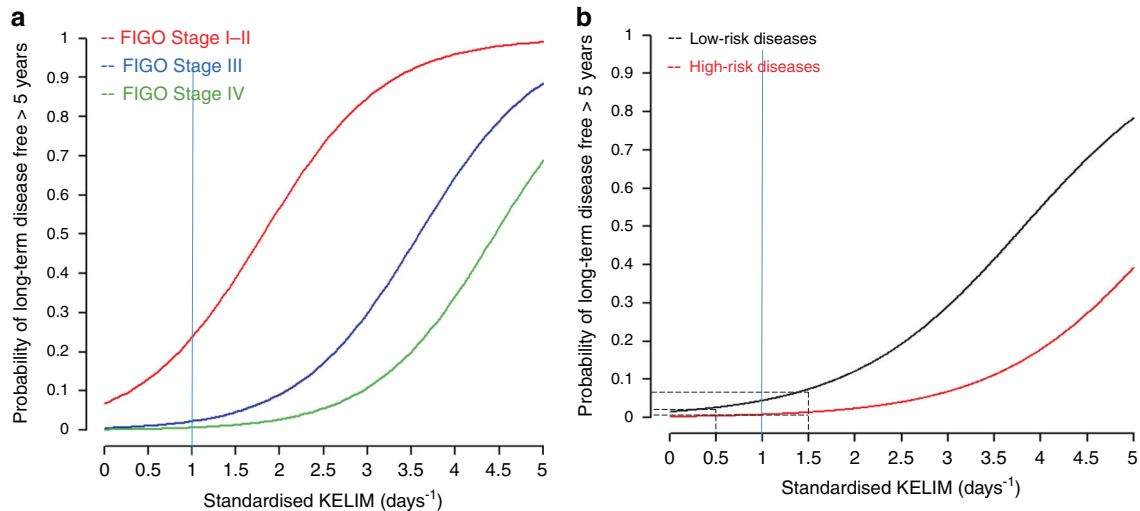 a
-- FIGO Stage I–II
-- FIGO Stage III
-- FIGO Stage IV
Probability of long-term disease free > 5 years
1
0.9
0.8
0.7
0.6
0.5
0.4
0.3
0.2
0.1
0
0 0.5 1 1.5 2 2.5 3 3.5 4 4.5 5
Standardised KELIM (days-1)
b
-- Low-risk diseases
-- High-risk diseases
Probability of long-term disease free > 5 years
1
0.9
0.8
0.7
0.6
0.5
0.4
0.3
0.2
0.1
0
0 0.5 1 1.5 2 2.5 3 3.5 4 4.5 5
Standardised KELIM (days-1)